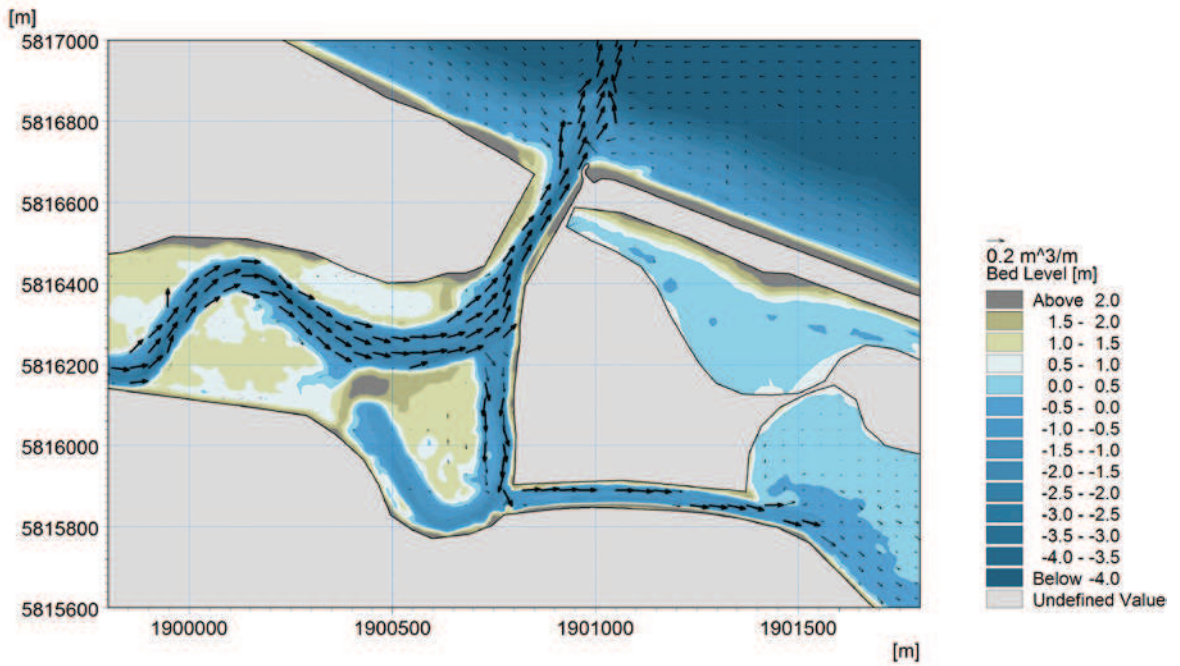 [m]
5817000
5816800
5816600
5816400
5816200
5816000
5815800
5815600
1900000 1900500 1901000 1901500
[m]
0.2 m^3/m
Bed Level [m]
Above 2.0
1.5 - 2.0
1.0 - 1.5
0.5 - 1.0
0.0 - 0.5
-0.5 - 0.0
-1.0 - -0.5
-1.5 - -1.0
-2.0 - -1.5
-2.5 - -2.0
-3.0 - -2.5
-3.5 - -3.0
-4.0 - -3.5
Below -4.0
Undefined Value